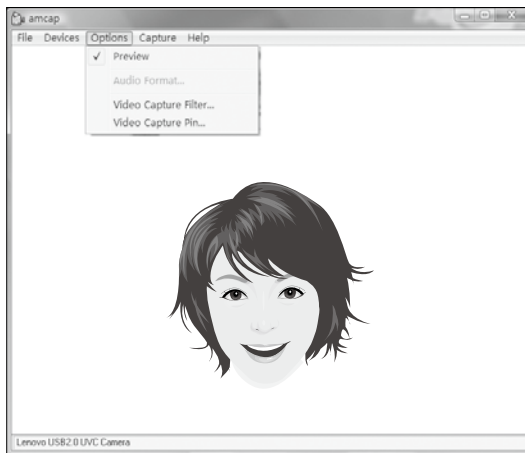 amcap
File Devices Options Capture Help
✓ Preview
Audio Format...
Video Capture Filter...
Video Capture Pin...
Lenovo USB2.0 UVC Camera